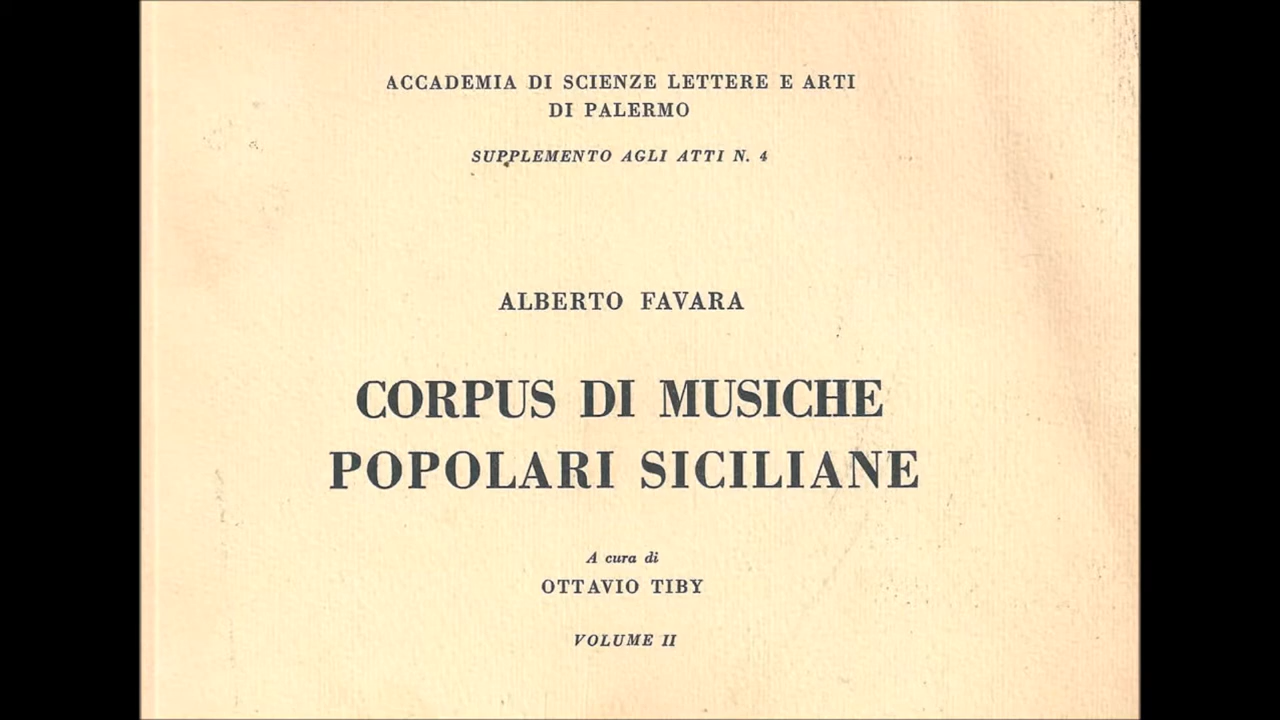 ACCADEMIA DI SCIENZE LETTERE E ARTI
DI PALERMO
SUPPLEMENTO AGLI ATTI N. 4
ALBERTO FAVARA
CORPUS DI MUSICHE
POPOLARI SICILIANE
A cura di
OTTAVIO TIBY
VOLUME II